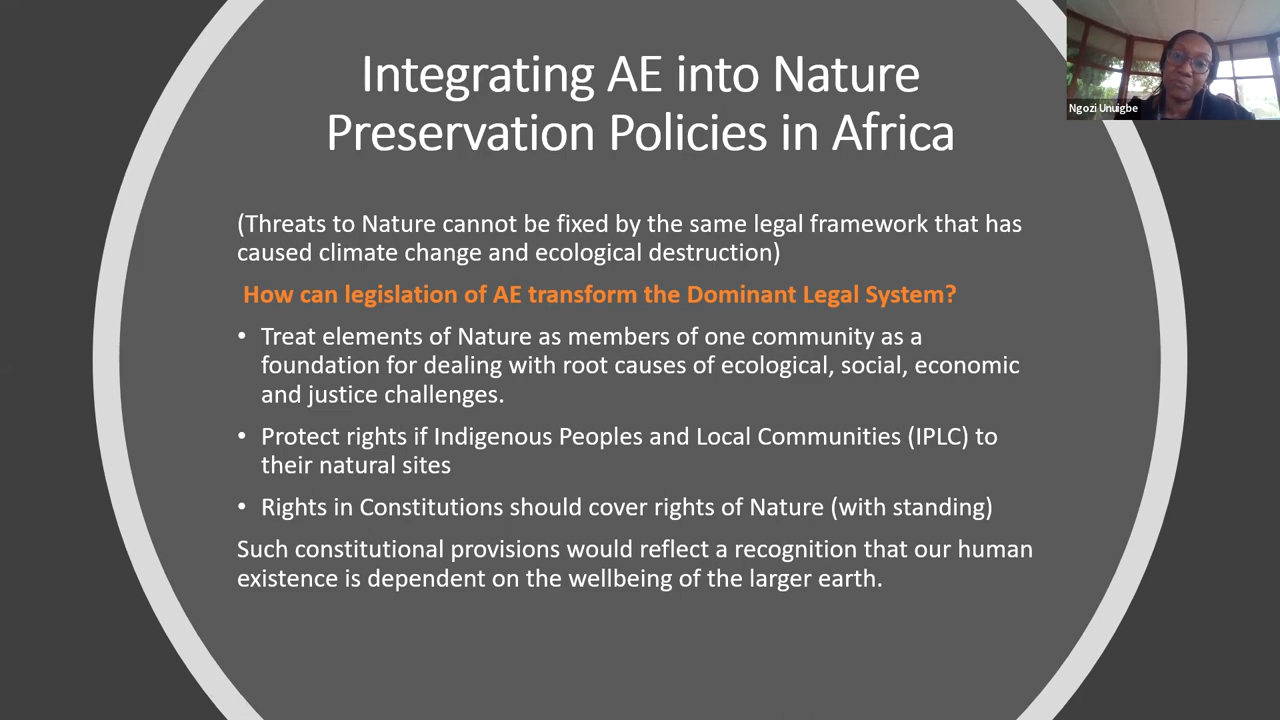 Integrating AE into Nature
Preservation Policies in Africa
Ngozi Unuigbe
(Threats to Nature cannot be fixed by the same legal framework that has
caused climate change and ecological destruction)
How can legislation of AE transform the Dominant Legal System?
• Treat elements of Nature as members of one community as a
foundation for dealing with root causes of ecological, social, economic
and justice challenges.
• Protect rights if Indigenous Peoples and Local Communities (IPLC) to
their natural sites
• Rights in Constitutions should cover rights of Nature (with standing)
Such constitutional provisions would reflect a recognition that our human
existence is dependent on the wellbeing of the larger earth.